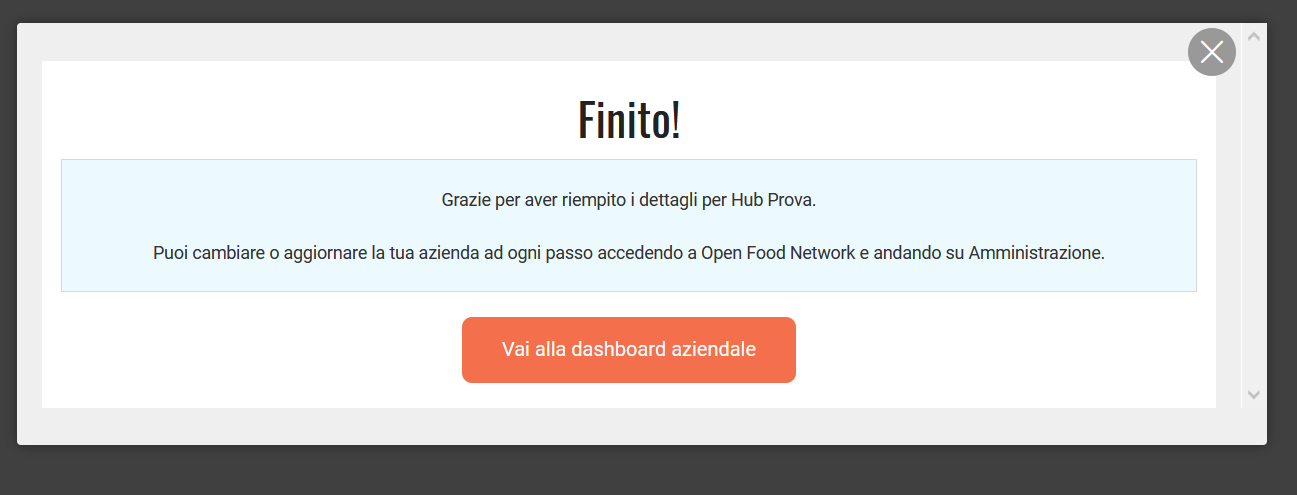 Finito!
Grazie per aver riempito i dettagli per Hub Prova.
Puoi cambiare o aggiornare la tua azienda ad ogni passo accedendo a Open Food Network e andando su Amministrazione.
Vai alla dashboard aziendale